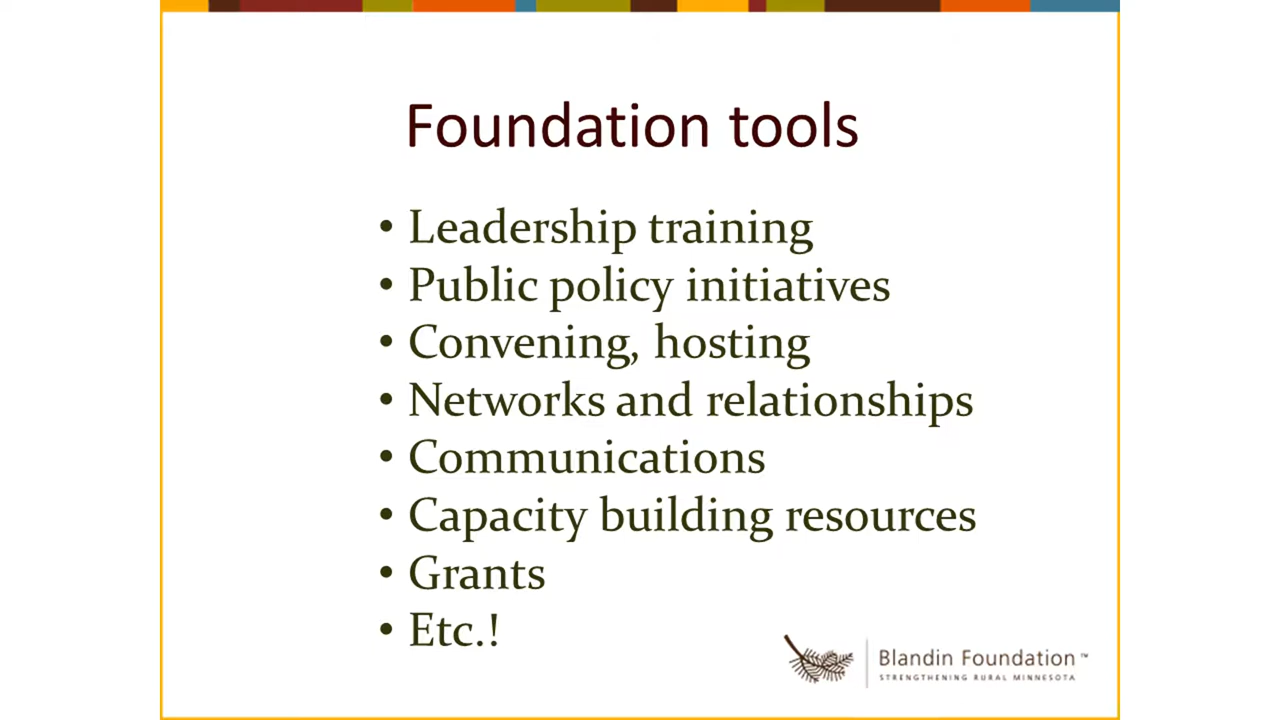 Foundation tools
• Leadership training
• Public policy initiatives
• Convening, hosting
• Networks and relationships
• Communications
• Capacity building resources
• Grants
• Etc.!
Blandin Foundation™
STRENGTHENING RURAL MINNESOTA